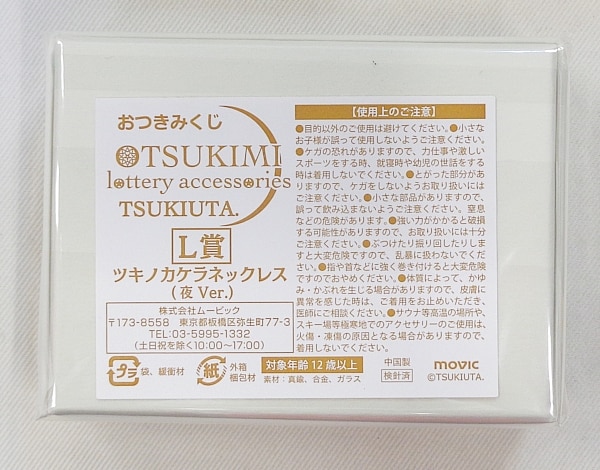 おつきみくじ
OTSUKIMI
lottery accessories
TSUKIUTA.
L賞
ツキノカケラネックレス
(夜 Ver.)
株式会社ムービック
〒173-8558 東京都板橋区弥生町77-3
TEL:03-5995-1332
(土日祝を除く10:00~17:00)
プラ 袋、緩衝材
紙 外箱
梱包材
【使用上のご注意】
●目的以外のご使用は避けてください。●小さな
お子様が誤って使用しないようご注意ください。
●ケガの恐れがありますので、力仕事や激しい
スポーツをする時、就寝時や幼児の世話をする時
は着用しないでください。●とがった部分があ
りますので、ケガをしないようお取り扱いには
ご注意ください。●小さな部品がありますので、
誤って飲み込まないようご注意ください。窒息
などの危険があります。●強い力がかかると破損
する可能性がありますので、お取り扱いには十分
ご注意ください。●ぶつけたり振り回したりしま
すと大変危険ですので、乱暴に扱わないでくだ
さい。●指や首などに強く巻き付けると大変危険
ですのでおやめください。●体質によって、かゆ
み・かぶれを生じる場合がありますので、皮膚に
異常を感じた時は、ご着用をお止めいただき、
医師にご相談ください。●サウナ等高温の場所や、
スキー場等極寒地でのアクセサリーのご使用は、
火傷・凍傷の原因となる場合がありますので、
着用しないでください。
対象年齢12歳以上
素材:真鍮、合金、ガラス
中国製
検針済
movic
©TSUKIUTA.